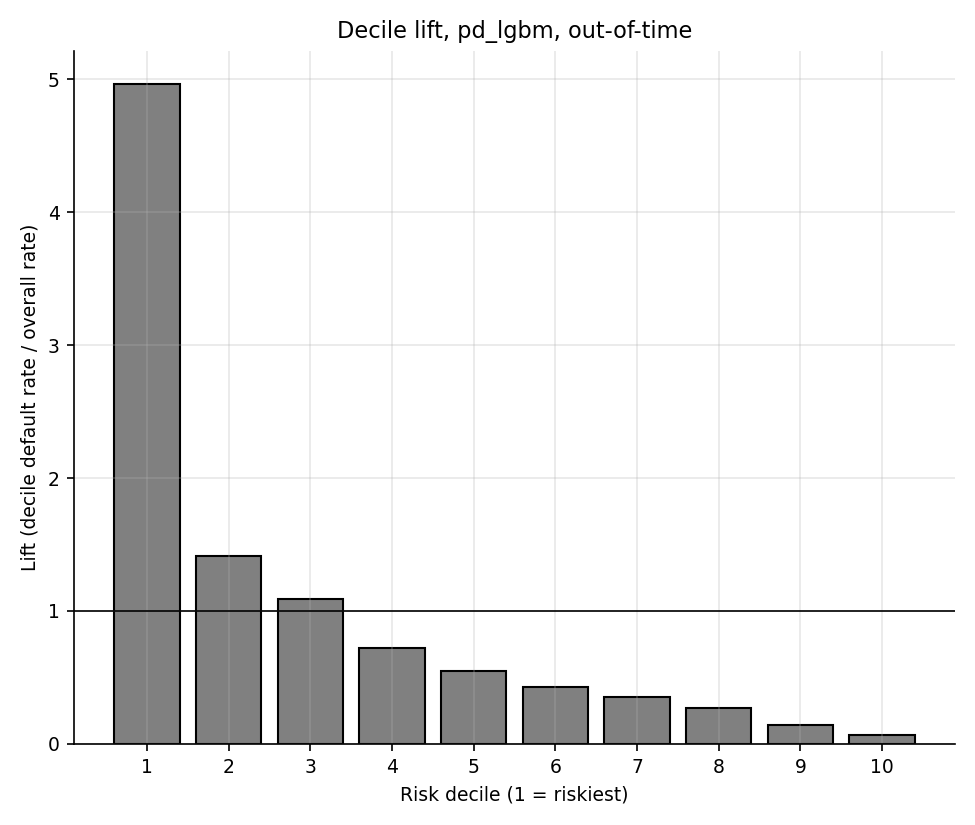 Decile lift, pd_lgbm, out-of-time
Lift (decile default rate / overall rate)
5
4
3
2
1
0
1 2 3 4 5 6 7 8 9 10
Risk decile (1 = riskiest)